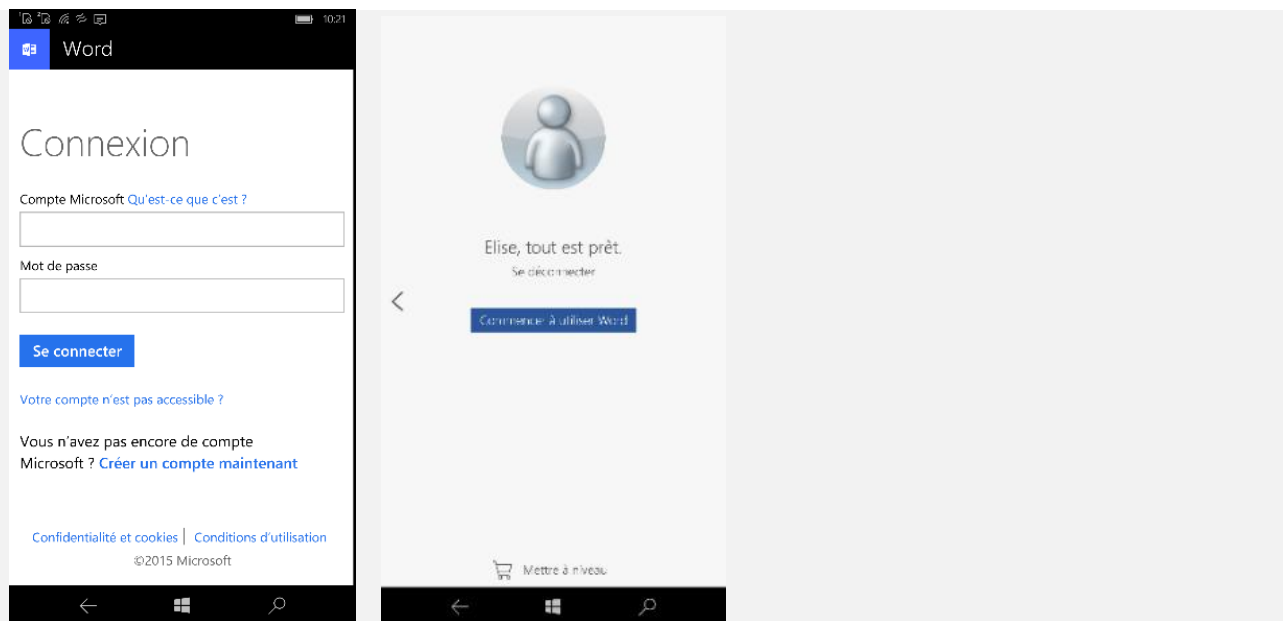 10:21
Word
Connexion
Compte Microsoft Qu'est-ce que c'est ?
Mot de passe
Se connecter
Votre compte n'est pas accessible ?
Vous n'avez pas encore de compte
Microsoft ? Créer un compte maintenant
Confidentialité et cookies | Conditions d'utilisation
©2015 Microsoft
Elise, tout est prêt.
Se déconnecter
Commencer à utiliser Word
Mettre à niveau